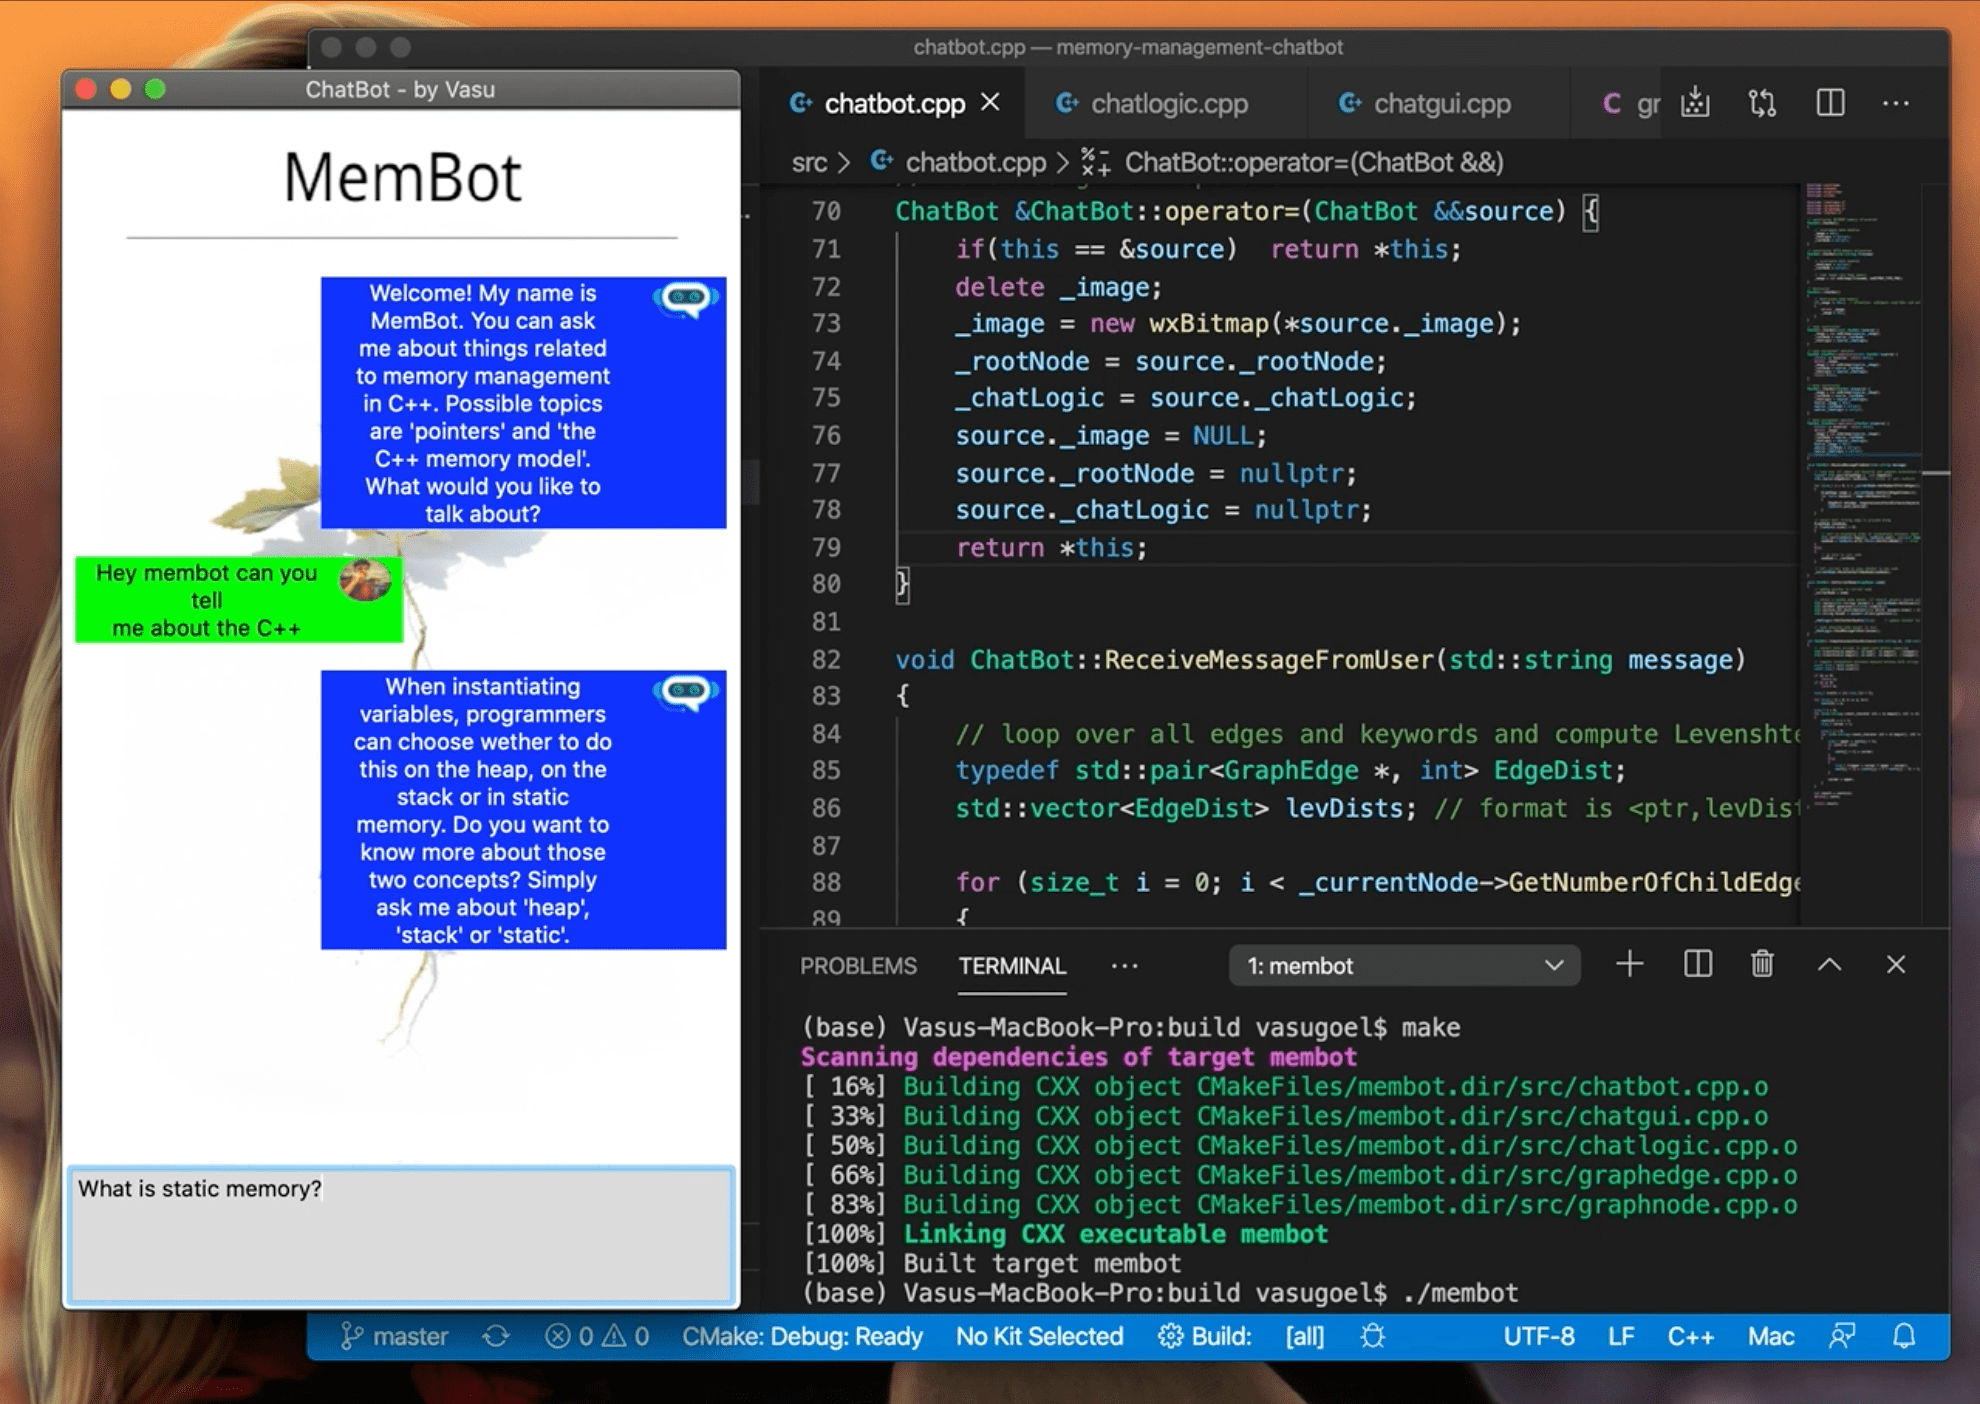 chatbot.cpp — memory-management-chatbot
ChatBot - by Vasu
MemBot
Welcome! My name is
MemBot. You can ask
me about things related
to memory management
in C++. Possible topics
are 'pointers' and 'the
C++ memory model'.
What would you like to
talk about?
Hey membot can you
tell
me about the C++
When instantiating
variables, programmers
can choose wether to do
this on the heap, on the
stack or in static
memory. Do you want to
know more about those
two concepts? Simply
ask me about 'heap',
'stack' or 'static'.
What is static memory?
chatbot.cpp chatlogic.cpp chatgui.cpp gr
src > chatbot.cpp > ChatBot::operator=(ChatBot &&)
70 ChatBot &ChatBot::operator=(ChatBot &&source) {
71 if(this == &source)  return *this;
72 delete _image;
73 _image = new wxBitmap(*source._image);
74 _rootNode = source._rootNode;
75 _chatLogic = source._chatLogic;
76 source._image = NULL;
77 source._rootNode = nullptr;
78 source._chatLogic = nullptr;
79 return *this;
80 }
81
82 void ChatBot::ReceiveMessageFromUser(std::string message)
83 {
84 // loop over all edges and keywords and compute Levenshte
85 typedef std::pair<GraphEdge *, int> EdgeDist;
86 std::vector<EdgeDist> levDists; // format is <ptr,levDist
87
88 for (size_t i = 0; i < _currentNode->GetNumberOfChildEdge
89 {
PROBLEMS TERMINAL ··· 1: membot
(base) Vasus-MacBook-Pro:build vasugoel$ make
Scanning dependencies of target membot
[ 16%] Building CXX object CMakeFiles/membot.dir/src/chatbot.cpp.o
[ 33%] Building CXX object CMakeFiles/membot.dir/src/chatgui.cpp.o
[ 50%] Building CXX object CMakeFiles/membot.dir/src/chatlogic.cpp.o
[ 66%] Building CXX object CMakeFiles/membot.dir/src/graphedge.cpp.o
[ 83%] Building CXX object CMakeFiles/membot.dir/src/graphnode.cpp.o
[100%] Linking CXX executable membot
[100%] Built target membot
(base) Vasus-MacBook-Pro:build vasugoel$ ./membot
master 0 0 CMake: Debug: Ready No Kit Selected Build: [all] UTF-8 LF C++ Mac